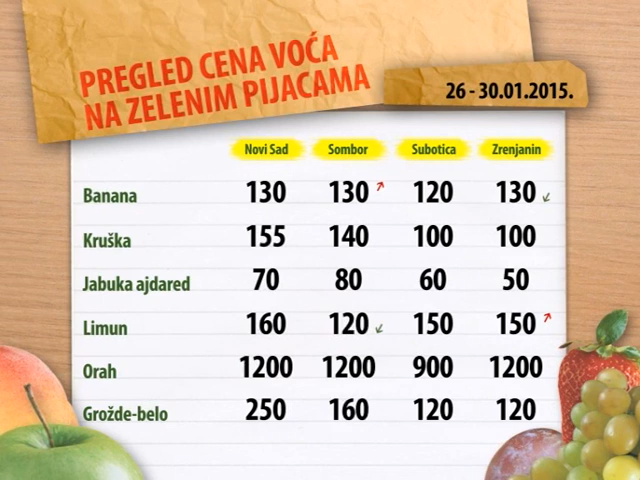 PREGLED CENA VOĆA
NA ZELENIM PIJACAMA
26 - 30.01.2015.
Novi Sad Sombor Subotica Zrenjanin
Banana 130 130 120 130
Kruška 155 140 100 100
Jabuka ajdared 70 80 60 50
Limun 160 120 150 150
Orah 1200 1200 900 1200
Grožđe-belo 250 160 120 120